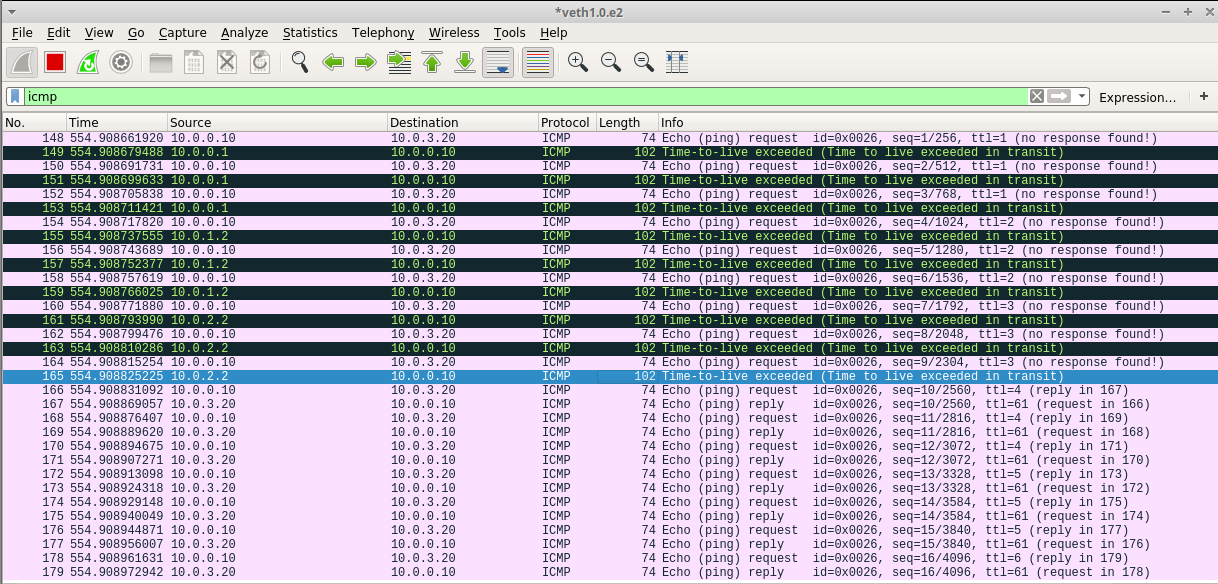 *veth1.0.e2
File Edit View Go Capture Analyze Statistics Telephony Wireless Tools Help
icmp Expression... +
No. Time Source Destination Protocol Length Info
148 554.908661920 10.0.0.10 10.0.3.20 ICMP 74 Echo (ping) request id=0x0026, seq=1/256, ttl=1 (no response found!)
149 554.908679488 10.0.0.1 10.0.0.10 ICMP 102 Time-to-live exceeded (Time to live exceeded in transit)
150 554.908691731 10.0.0.10 10.0.3.20 ICMP 74 Echo (ping) request id=0x0026, seq=2/512, ttl=1 (no response found!)
151 554.908699633 10.0.0.1 10.0.0.10 ICMP 102 Time-to-live exceeded (Time to live exceeded in transit)
152 554.908705838 10.0.0.10 10.0.3.20 ICMP 74 Echo (ping) request id=0x0026, seq=3/768, ttl=1 (no response found!)
153 554.908711421 10.0.0.1 10.0.0.10 ICMP 102 Time-to-live exceeded (Time to live exceeded in transit)
154 554.908717820 10.0.0.10 10.0.3.20 ICMP 74 Echo (ping) request id=0x0026, seq=4/1024, ttl=2 (no response found!)
155 554.908737555 10.0.1.2 10.0.0.10 ICMP 102 Time-to-live exceeded (Time to live exceeded in transit)
156 554.908743689 10.0.0.10 10.0.3.20 ICMP 74 Echo (ping) request id=0x0026, seq=5/1280, ttl=2 (no response found!)
157 554.908752377 10.0.1.2 10.0.0.10 ICMP 102 Time-to-live exceeded (Time to live exceeded in transit)
158 554.908757619 10.0.0.10 10.0.3.20 ICMP 74 Echo (ping) request id=0x0026, seq=6/1536, ttl=2 (no response found!)
159 554.908766025 10.0.1.2 10.0.0.10 ICMP 102 Time-to-live exceeded (Time to live exceeded in transit)
160 554.908771880 10.0.0.10 10.0.3.20 ICMP 74 Echo (ping) request id=0x0026, seq=7/1792, ttl=3 (no response found!)
161 554.908793990 10.0.2.2 10.0.0.10 ICMP 102 Time-to-live exceeded (Time to live exceeded in transit)
162 554.908799476 10.0.0.10 10.0.3.20 ICMP 74 Echo (ping) request id=0x0026, seq=8/2048, ttl=3 (no response found!)
163 554.908810286 10.0.2.2 10.0.0.10 ICMP 102 Time-to-live exceeded (Time to live exceeded in transit)
164 554.908815254 10.0.0.10 10.0.3.20 ICMP 74 Echo (ping) request id=0x0026, seq=9/2304, ttl=3 (no response found!)
165 554.908825225 10.0.2.2 10.0.0.10 ICMP 102 Time-to-live exceeded (Time to live exceeded in transit)
166 554.908831092 10.0.0.10 10.0.3.20 ICMP 74 Echo (ping) request id=0x0026, seq=10/2560, ttl=4 (reply in 167)
167 554.908869057 10.0.3.20 10.0.0.10 ICMP 74 Echo (ping) reply id=0x0026, seq=10/2560, ttl=61 (request in 166)
168 554.908876407 10.0.0.10 10.0.3.20 ICMP 74 Echo (ping) request id=0x0026, seq=11/2816, ttl=4 (reply in 169)
169 554.908889620 10.0.3.20 10.0.0.10 ICMP 74 Echo (ping) reply id=0x0026, seq=11/2816, ttl=61 (request in 168)
170 554.908894675 10.0.0.10 10.0.3.20 ICMP 74 Echo (ping) request id=0x0026, seq=12/3072, ttl=4 (reply in 171)
171 554.908907271 10.0.3.20 10.0.0.10 ICMP 74 Echo (ping) reply id=0x0026, seq=12/3072, ttl=61 (request in 170)
172 554.908913098 10.0.0.10 10.0.3.20 ICMP 74 Echo (ping) request id=0x0026, seq=13/3328, ttl=5 (reply in 173)
173 554.908924318 10.0.3.20 10.0.0.10 ICMP 74 Echo (ping) reply id=0x0026, seq=13/3328, ttl=61 (request in 172)
174 554.908929148 10.0.0.10 10.0.3.20 ICMP 74 Echo (ping) request id=0x0026, seq=14/3584, ttl=5 (reply in 175)
175 554.908940049 10.0.3.20 10.0.0.10 ICMP 74 Echo (ping) reply id=0x0026, seq=14/3584, ttl=61 (request in 174)
176 554.908944871 10.0.0.10 10.0.3.20 ICMP 74 Echo (ping) request id=0x0026, seq=15/3840, ttl=5 (reply in 177)
177 554.908956007 10.0.3.20 10.0.0.10 ICMP 74 Echo (ping) reply id=0x0026, seq=15/3840, ttl=61 (request in 176)
178 554.908961631 10.0.0.10 10.0.3.20 ICMP 74 Echo (ping) request id=0x0026, seq=16/4096, ttl=6 (reply in 179)
179 554.908972942 10.0.3.20 10.0.0.10 ICMP 74 Echo (ping) reply id=0x0026, seq=16/4096, ttl=61 (request in 178)